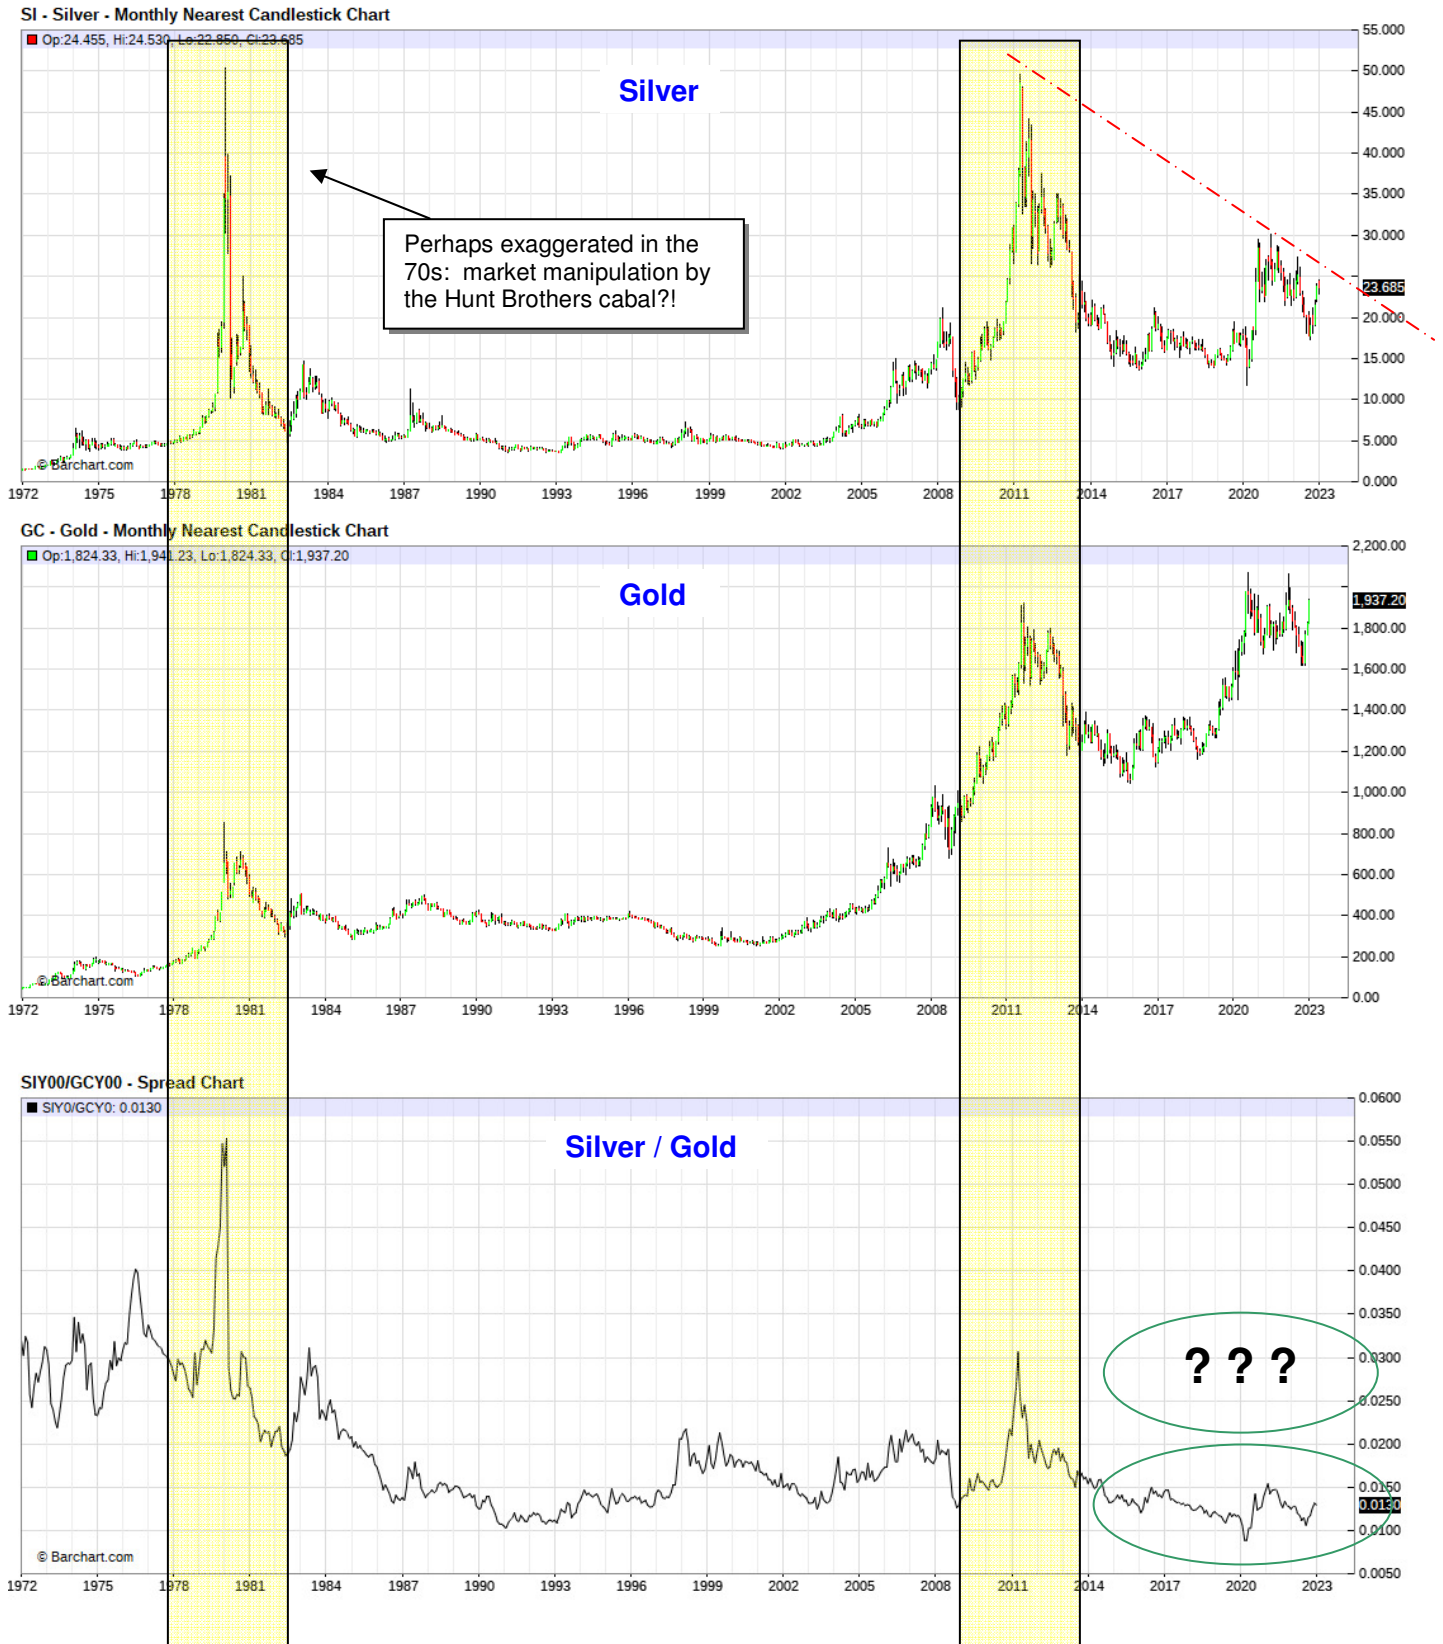 SI - Silver - Monthly Nearest Candlestick Chart
Op:24.455, Hi:24.530, Lo:22.850, Cl:23.685
Silver
Perhaps exaggerated in the
70s: market manipulation by
the Hunt Brothers cabal?!
55.000
50.000
45.000
40.000
35.000
30.000
23.685
20.000
15.000
10.000
5.000
0.000
© Barchart.com
1972 1975 1978 1981 1984 1987 1990 1993 1996 1999 2002 2005 2008 2011 2014 2017 2020 2023
GC - Gold - Monthly Nearest Candlestick Chart
Op:1,824.33, Hi:1,941.23, Lo:1,824.33, Cl:1,937.20
Gold
2,200.00
1,937.20
1,800.00
1,600.00
1,400.00
1,200.00
1,000.00
800.00
600.00
400.00
200.00
0.00
© Barchart.com
1972 1975 1978 1981 1984 1987 1990 1993 1996 1999 2002 2005 2008 2011 2014 2017 2020 2023
SIY00/GCY00 - Spread Chart
SIY0/GCY0: 0.0130
Silver / Gold
0.0600
0.0550
0.0500
0.0450
0.0400
0.0350
? ? ?
0.0300
0.0250
0.0200
0.0150
0.0130
0.0100
0.0050
© Barchart.com
1972 1975 1978 1981 1984 1987 1990 1993 1996 1999 2002 2005 2008 2011 2014 2017 2020 2023